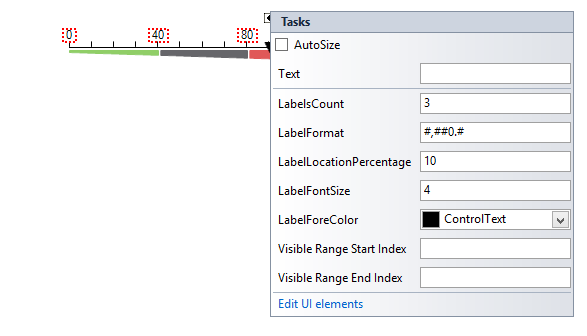 0 40 80
Tasks
AutoSize
Text
LabelsCount 3
LabelFormat #,##0.#
LabelLocationPercentage 10
LabelFontSize 4
LabelForeColor ControlText
Visible Range Start Index
Visible Range End Index
Edit UI elements